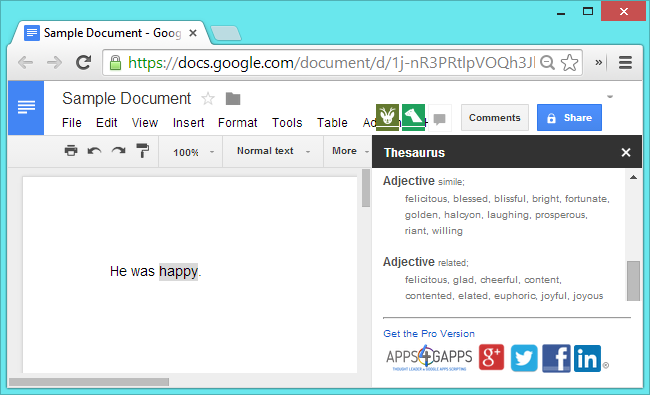 Sample Document - Goog
https://docs.google.com/document/d/1j-nR3PRtlpVOQh3Jl
Sample Document
File Edit View Insert Format Tools Table
Comments
Share
100% Normal text More
Thesaurus
Adjective simile;
felicitous, blessed, blissful, bright, fortunate,
golden, halcyon, laughing, prosperous,
riant, willing
He was happy.
Adjective related;
felicitous, glad, cheerful, content,
contented, elated, euphoric, joyful, joyous
Get the Pro Version
APPS4GAPPS
THOUGHT LEADER in GOOGLE APPS SCRIPTING
g+ f in ®